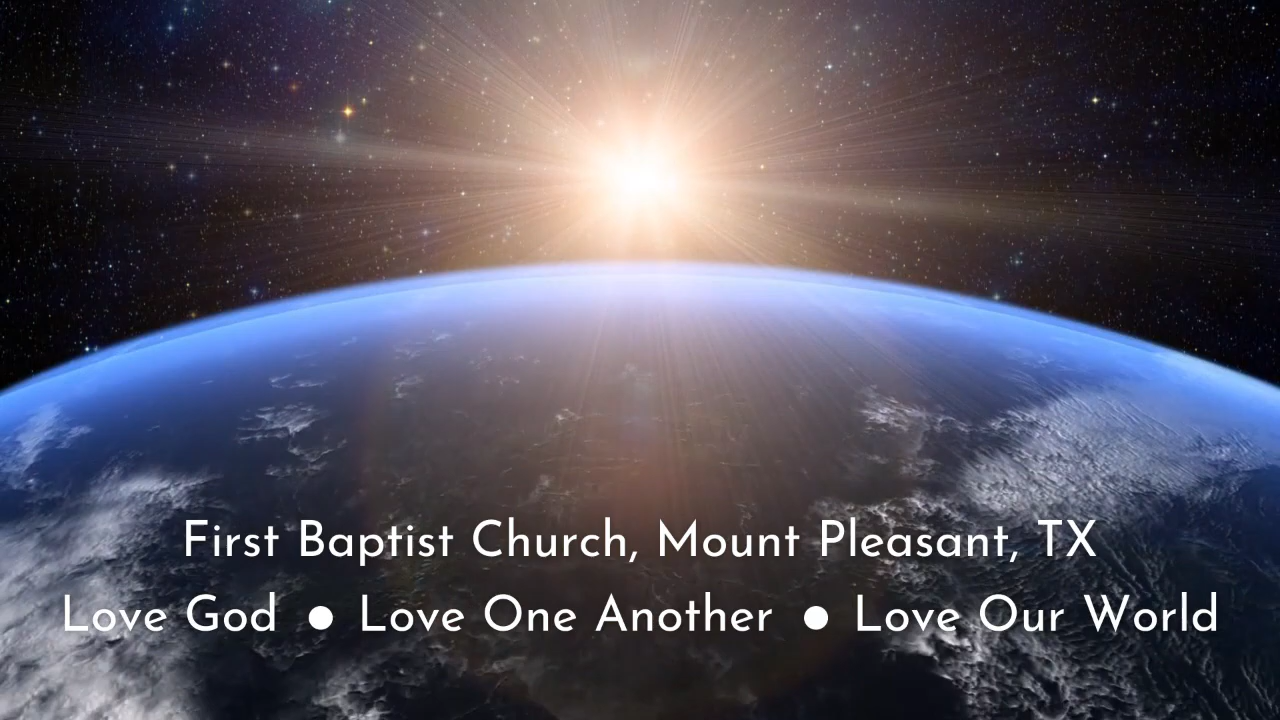 First Baptist Church, Mount Pleasant, TX
Love God ● Love One Another ● Love Our World